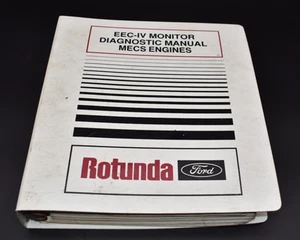 EEC-IV MONITOR
DIAGNOSTIC MANUAL
MECS ENGINES
Rotunda Ford